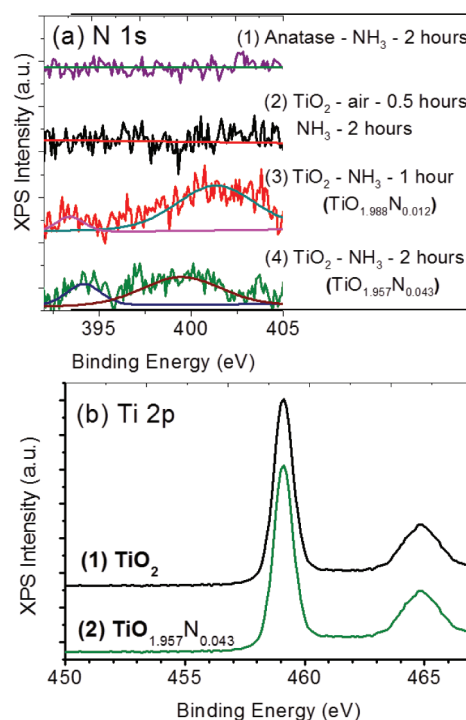 (a) N 1s
(1) Anatase - NH3 - 2 hours
(2) TiO2 - air - 0.5 hours
NH3 - 2 hours
(3) TiO2 - NH3 - 1 hour
(TiO1.988N0.012)
(4) TiO2 - NH3 - 2 hours
(TiO1.957N0.043)
XPS Intensity (a.u.)
395 400 405
Binding Energy (eV)
(b) Ti 2p
XPS Intensity (a.u.)
(1) TiO2
(2) TiO1.957N0.043
450 455 460 465
Binding Energy (eV)